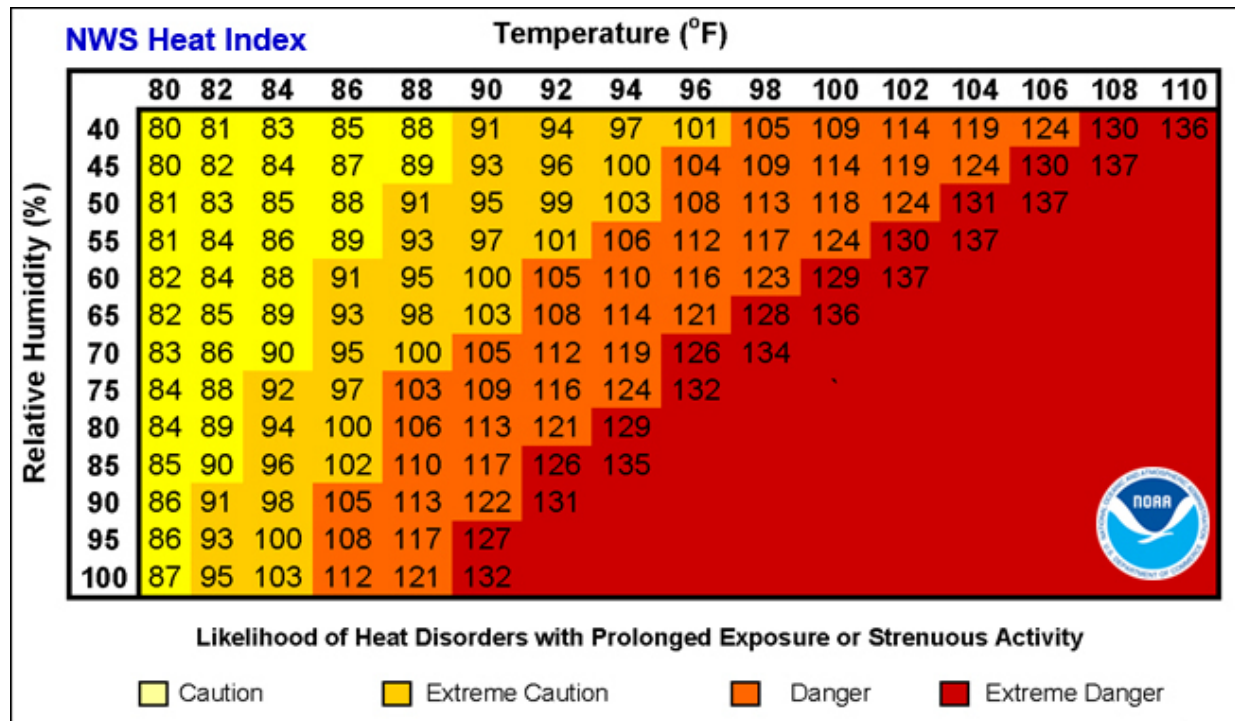 NWS Heat Index
Temperature (°F)
80 82 84 86 88 90 92 94 96 98 100 102 104 106 108 110
Relative Humidity (%)
40 80 81 83 85 88 91 94 97 101 105 109 114 119 124 130 136
45 80 82 84 87 89 93 96 100 104 109 114 119 124 130 137
50 81 83 85 88 91 95 99 103 108 113 118 124 131 137
55 81 84 86 89 93 97 101 106 112 117 124 130 137
60 82 84 88 91 95 100 105 110 116 123 129 137
65 82 85 89 93 98 103 108 114 121 128 136
70 83 86 90 95 100 105 112 119 126 134
75 84 88 92 97 103 109 116 124 132
80 84 89 94 100 106 113 121 129
85 85 90 96 102 110 117 126 135
90 86 91 98 105 113 122 131
95 86 93 100 108 117 127
100 87 95 103 112 121 132
NATIONAL OCEANIC AND ATMOSPHERIC ADMINISTRATION
NOAA
U.S. DEPARTMENT OF COMMERCE
Likelihood of Heat Disorders with Prolonged Exposure or Strenuous Activity
Caution
Extreme Caution
Danger
Extreme Danger